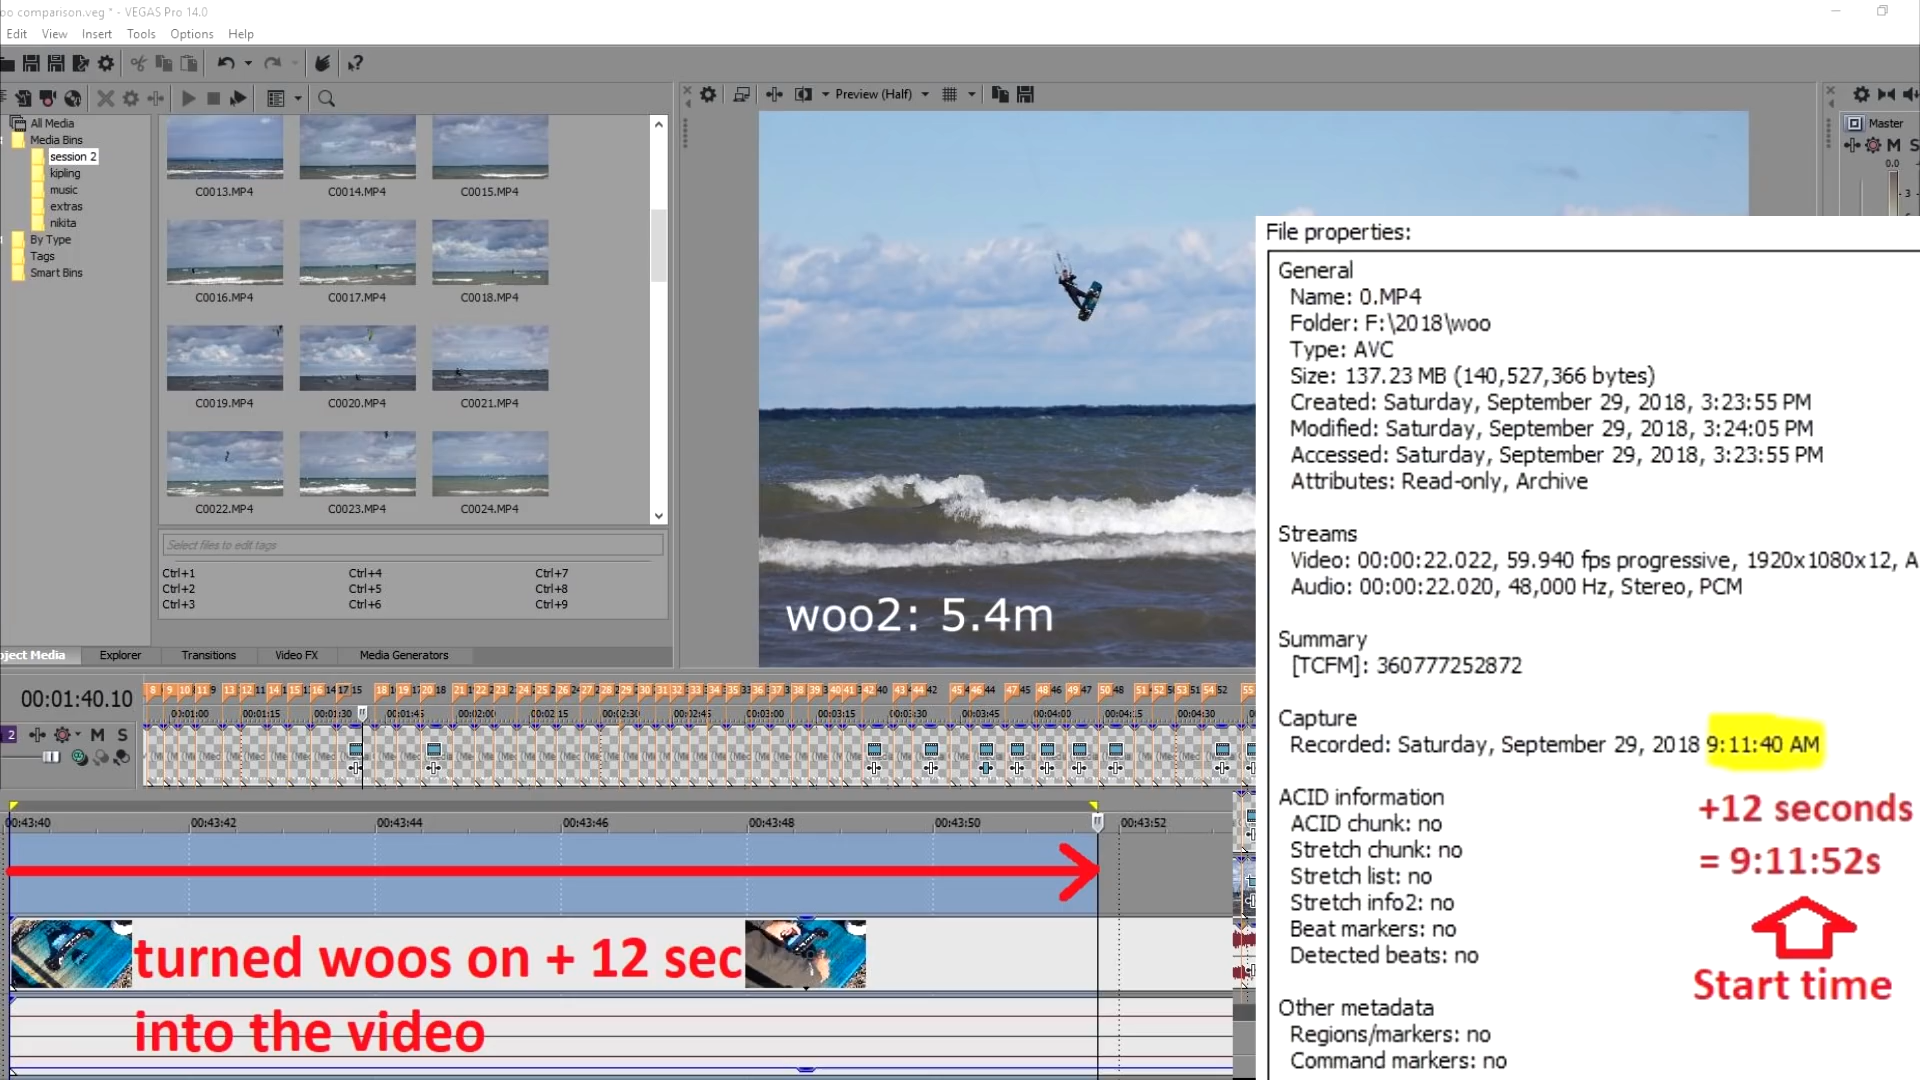 oo comparison.veg * - VEGAS Pro 14.0
Edit View Insert Tools Options Help
Preview (Half)
All Media
Media Bins
session 2
kipling
music
extras
nikita
By Type
Tags
Smart Bins
C0013.MP4 C0014.MP4 C0015.MP4
C0016.MP4 C0017.MP4 C0018.MP4
C0019.MP4 C0020.MP4 C0021.MP4
C0022.MP4 C0023.MP4 C0024.MP4
Select files to edit tags
Ctrl+1 Ctrl+4 Ctrl+7
Ctrl+2 Ctrl+5 Ctrl+8
Ctrl+3 Ctrl+6 Ctrl+9
oject Media Explorer Transitions Video FX Media Generators
woo2: 5.4m
Master
M S
0.0
3
File properties:
General
Name: 0.MP4
Folder: F:\2018\woo
Type: AVC
Size: 137.23 MB (140,527,366 bytes)
Created: Saturday, September 29, 2018, 3:23:55 PM
Modified: Saturday, September 29, 2018, 3:24:05 PM
Accessed: Saturday, September 29, 2018, 3:23:55 PM
Attributes: Read-only, Archive
Streams
Video: 00:00:22.022, 59.940 fps progressive, 1920x1080x12, A
Audio: 00:00:22.020, 48,000 Hz, Stereo, PCM
Summary
[TCFM]: 360777252872
Capture
Recorded: Saturday, September 29, 2018 9:11:40 AM
ACID information
ACID chunk: no
Stretch chunk: no
Stretch list: no
Stretch info2: no
Beat markers: no
Detected beats: no
Other metadata
Regions/markers: no
Command markers: no
+12 seconds
= 9:11:52s
Start time
00:01:40.10
2 M S
00:43:40 00:43:42 00:43:44 00:43:46 00:43:48 00:43:50 00:43:52
turned woos on + 12 sec
into the video